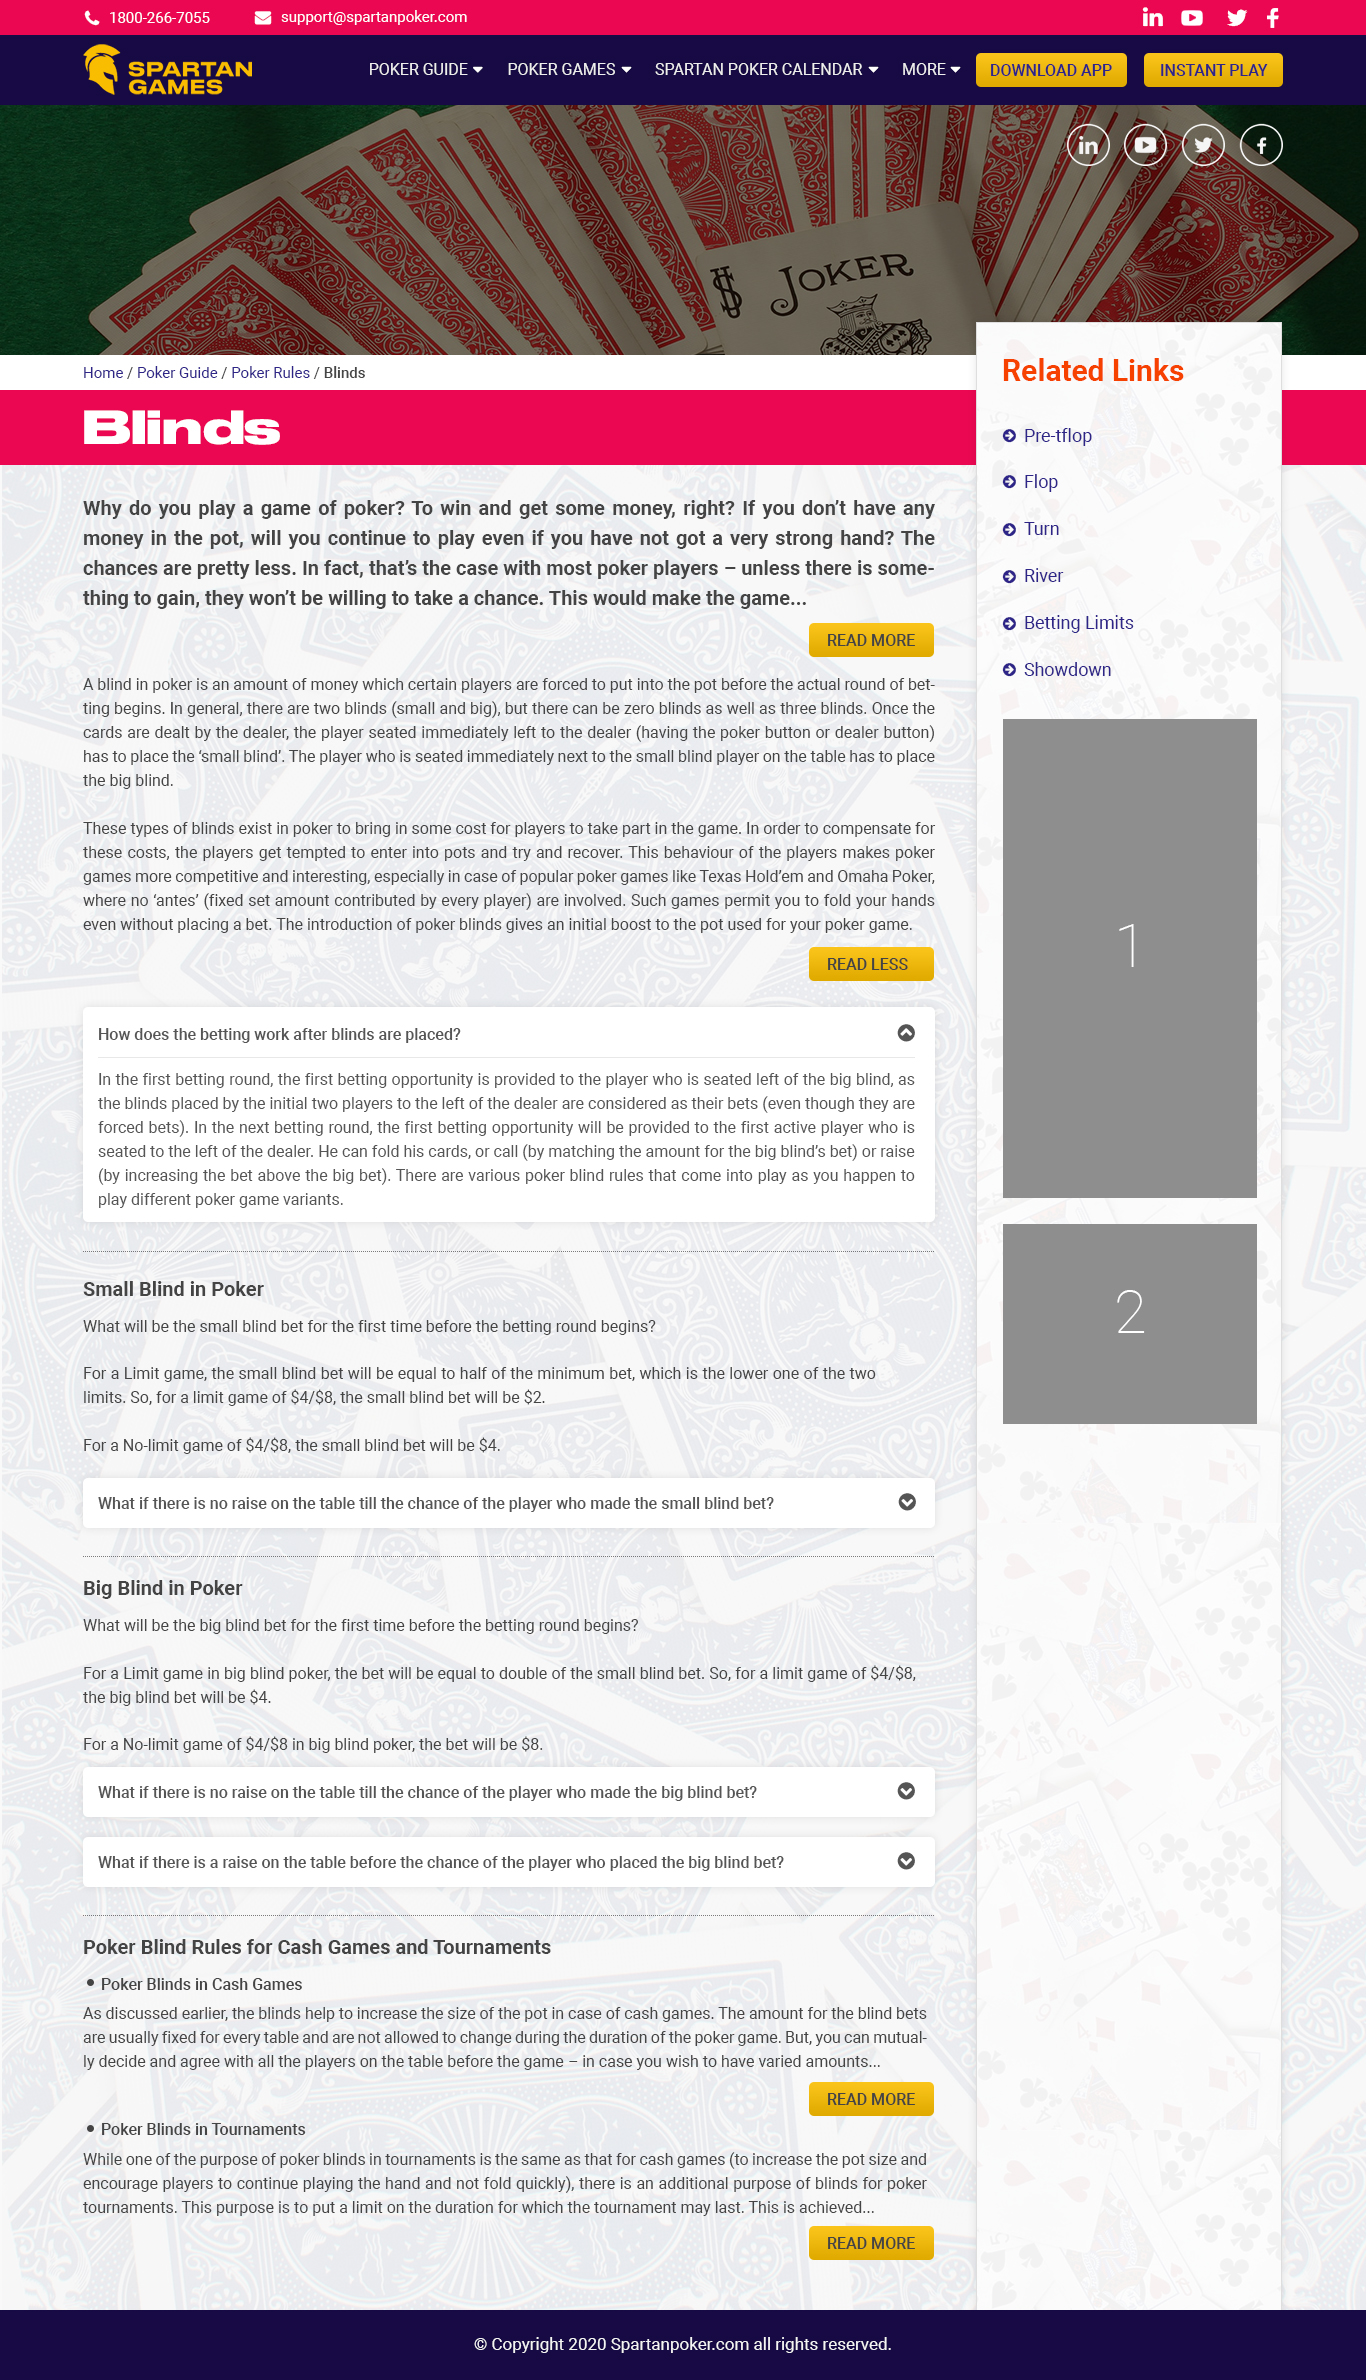 1800-266-7055 support@spartanpoker.com
SPARTAN
GAMES
POKER GUIDE POKER GAMES SPARTAN POKER CALENDAR MORE DOWNLOAD APP INSTANT PLAY
JOKER
Home / Poker Guide / Poker Rules / Blinds
Blinds
Why do you play a game of poker? To win and get some money, right? If you don’t have any
money in the pot, will you continue to play even if you have not got a very strong hand? The
chances are pretty less. In fact, that’s the case with most poker players – unless there is some-
thing to gain, they won’t be willing to take a chance. This would make the game...
READ MORE
A blind in poker is an amount of money which certain players are forced to put into the pot before the actual round of bet-
ting begins. In general, there are two blinds (small and big), but there can be zero blinds as well as three blinds. Once the
cards are dealt by the dealer, the player seated immediately left to the dealer (having the poker button or dealer button)
has to place the ‘small blind’. The player who is seated immediately next to the small blind player on the table has to place
the big blind.
These types of blinds exist in poker to bring in some cost for players to take part in the game. In order to compensate for
these costs, the players get tempted to enter into pots and try and recover. This behaviour of the players makes poker
games more competitive and interesting, especially in case of popular poker games like Texas Hold’em and Omaha Poker,
where no ‘antes’ (fixed set amount contributed by every player) are involved. Such games permit you to fold your hands
even without placing a bet. The introduction of poker blinds gives an initial boost to the pot used for your poker game.
READ LESS
How does the betting work after blinds are placed?
In the first betting round, the first betting opportunity is provided to the player who is seated left of the big blind, as
the blinds placed by the initial two players to the left of the dealer are considered as their bets (even though they are
forced bets). In the next betting round, the first betting opportunity will be provided to the first active player who is
seated to the left of the dealer. He can fold his cards, or call (by matching the amount for the big blind’s bet) or raise
(by increasing the bet above the big bet). There are various poker blind rules that come into play as you happen to
play different poker game variants.
Small Blind in Poker
What will be the small blind bet for the first time before the betting round begins?
For a Limit game, the small blind bet will be equal to half of the minimum bet, which is the lower one of the two
limits. So, for a limit game of $4/$8, the small blind bet will be $2.
For a No-limit game of $4/$8, the small blind bet will be $4.
What if there is no raise on the table till the chance of the player who made the small blind bet?
Big Blind in Poker
What will be the big blind bet for the first time before the betting round begins?
For a Limit game in big blind poker, the bet will be equal to double of the small blind bet. So, for a limit game of $4/$8,
the big blind bet will be $4.
For a No-limit game of $4/$8 in big blind poker, the bet will be $8.
What if there is no raise on the table till the chance of the player who made the big blind bet?
What if there is a raise on the table before the chance of the player who placed the big blind bet?
Poker Blind Rules for Cash Games and Tournaments
• Poker Blinds in Cash Games
As discussed earlier, the blinds help to increase the size of the pot in case of cash games. The amount for the blind bets
are usually fixed for every table and are not allowed to change during the duration of the poker game. But, you can mutual-
ly decide and agree with all the players on the table before the game – in case you wish to have varied amounts...
READ MORE
• Poker Blinds in Tournaments
While one of the purpose of poker blinds in tournaments is the same as that for cash games (to increase the pot size and
encourage players to continue playing the hand and not fold quickly), there is an additional purpose of blinds for poker
tournaments. This purpose is to put a limit on the duration for which the tournament may last. This is achieved...
READ MORE
Related Links
Pre-tflop
Flop
Turn
River
Betting Limits
Showdown
1
2
© Copyright 2020 Spartanpoker.com all rights reserved.